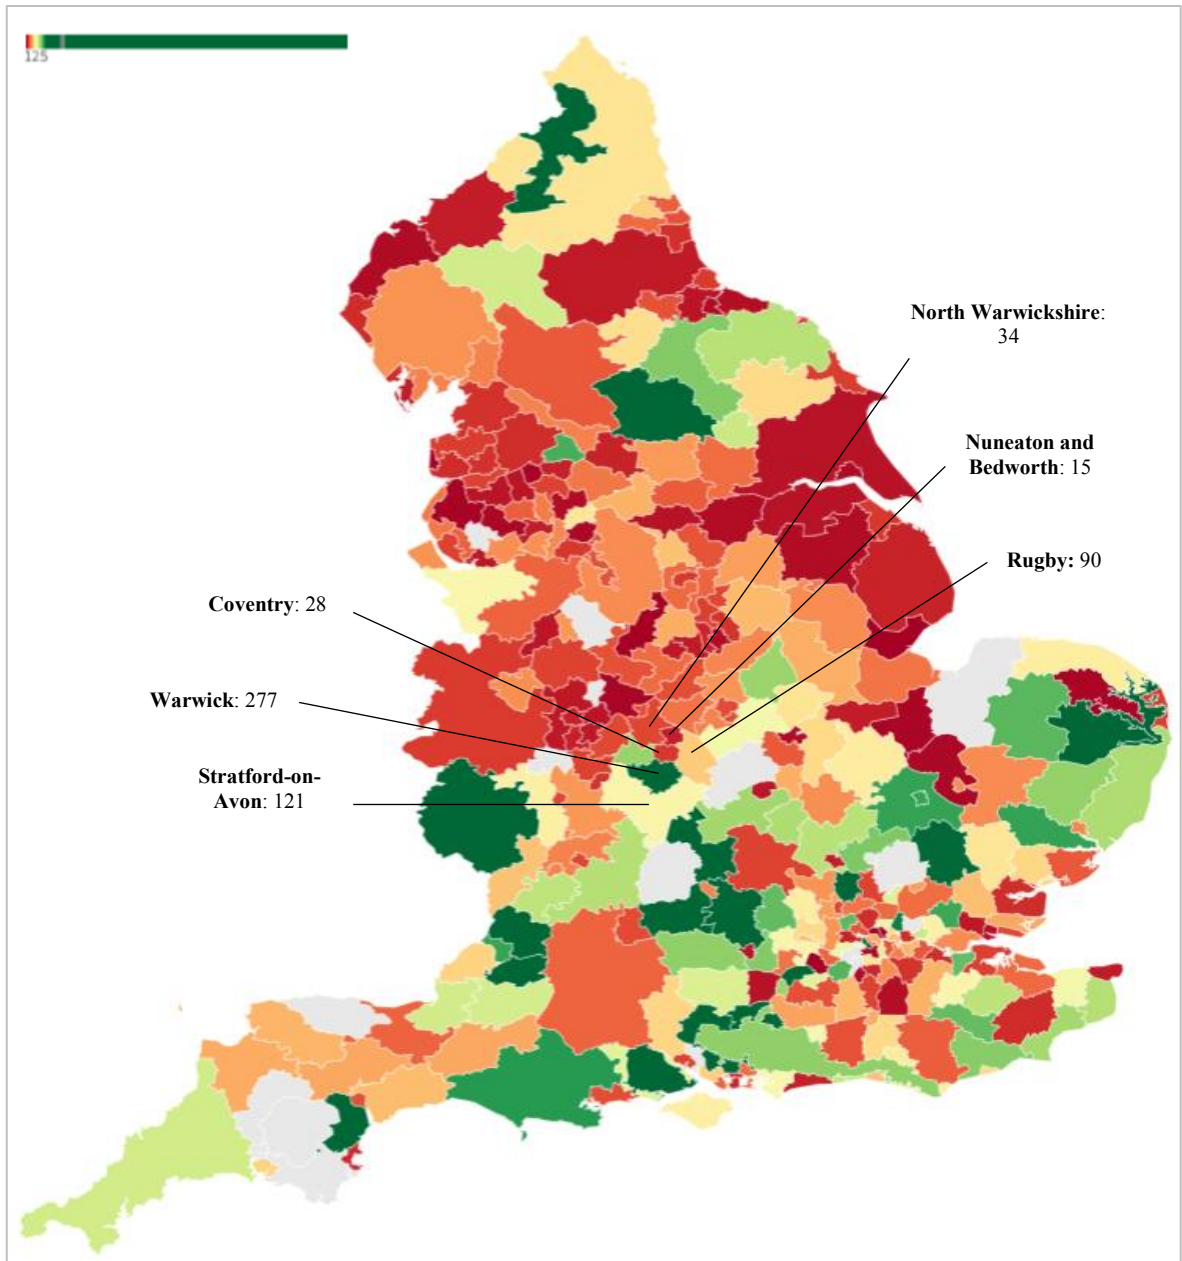 125
North Warwickshire:
34
Nuneaton and
Bedworth: 15
Rugby: 90
Coventry: 28
Warwick: 277
Stratford-on-
Avon: 121